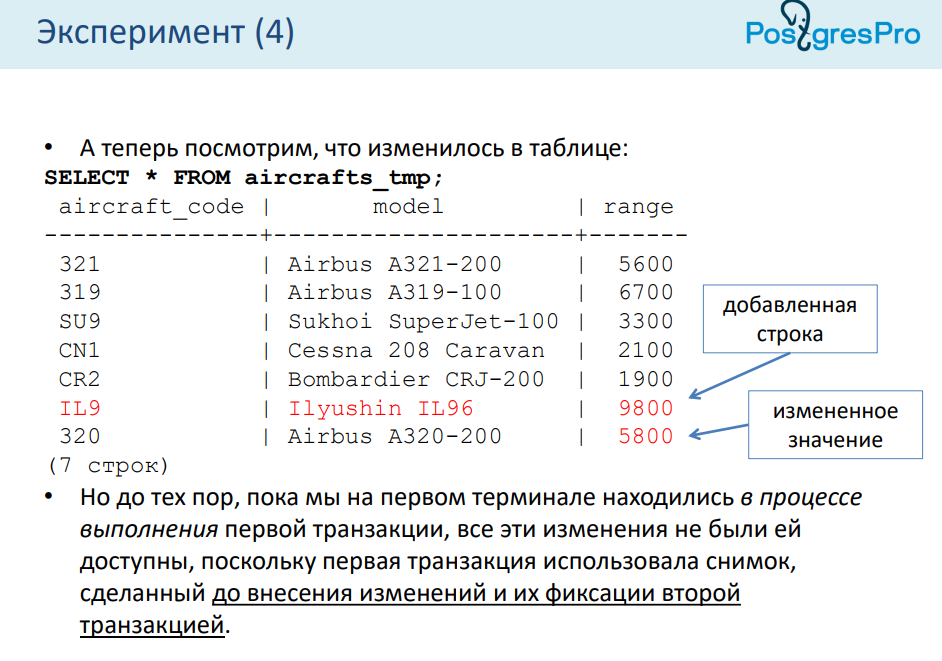 Эксперимент (4)
PostgresPro
• А теперь посмотрим, что изменилось в таблице:
SELECT * FROM aircrafts_tmp;
 aircraft_code |        model        | range
---------------+---------------------+-------
 321           | Airbus A321-200     |  5600
 319           | Airbus A319-100     |  6700
 SU9           | Sukhoi SuperJet-100 |  3300
 CN1           | Cessna 208 Caravan  |  2100
 CR2           | Bombardier CRJ-200  |  1900
 IL9           | Ilyushin IL96       |  9800
 320           | Airbus A320-200     |  5800
(7 строк)
добавленная
строка
измененное
значение
• Но до тех пор, пока мы на первом терминале находились в процессе
выполнения первой транзакции, все эти изменения не были ей
доступны, поскольку первая транзакция использовала снимок,
сделанный до внесения изменений и их фиксации второй
транзакцией.